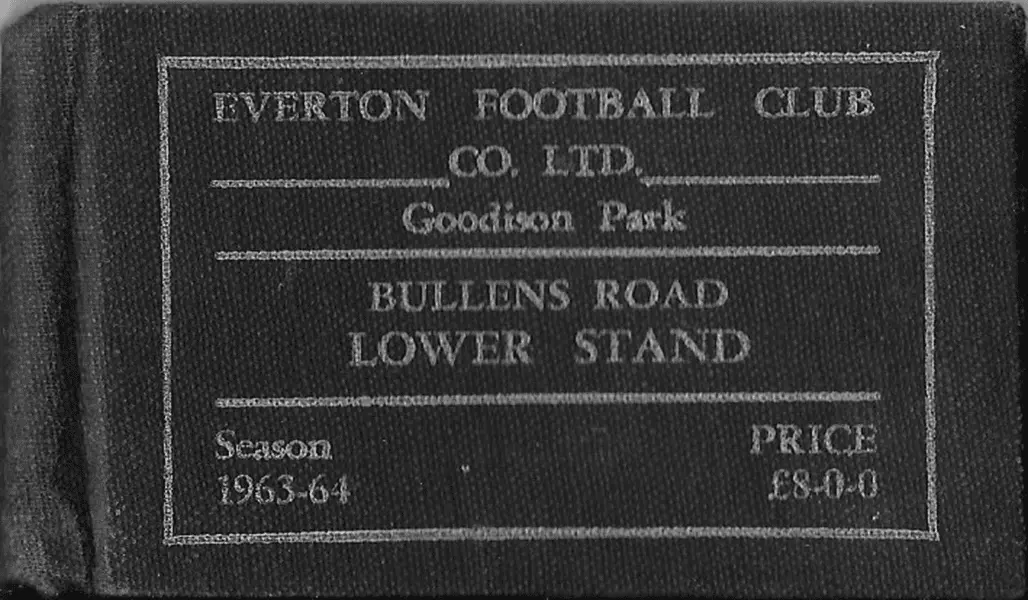 EVERTON FOOTBALL CLUB
CO. LTD.
Goodison Park
BULLENS ROAD
LOWER STAND
Season
1963-64
PRICE
£8-0-0